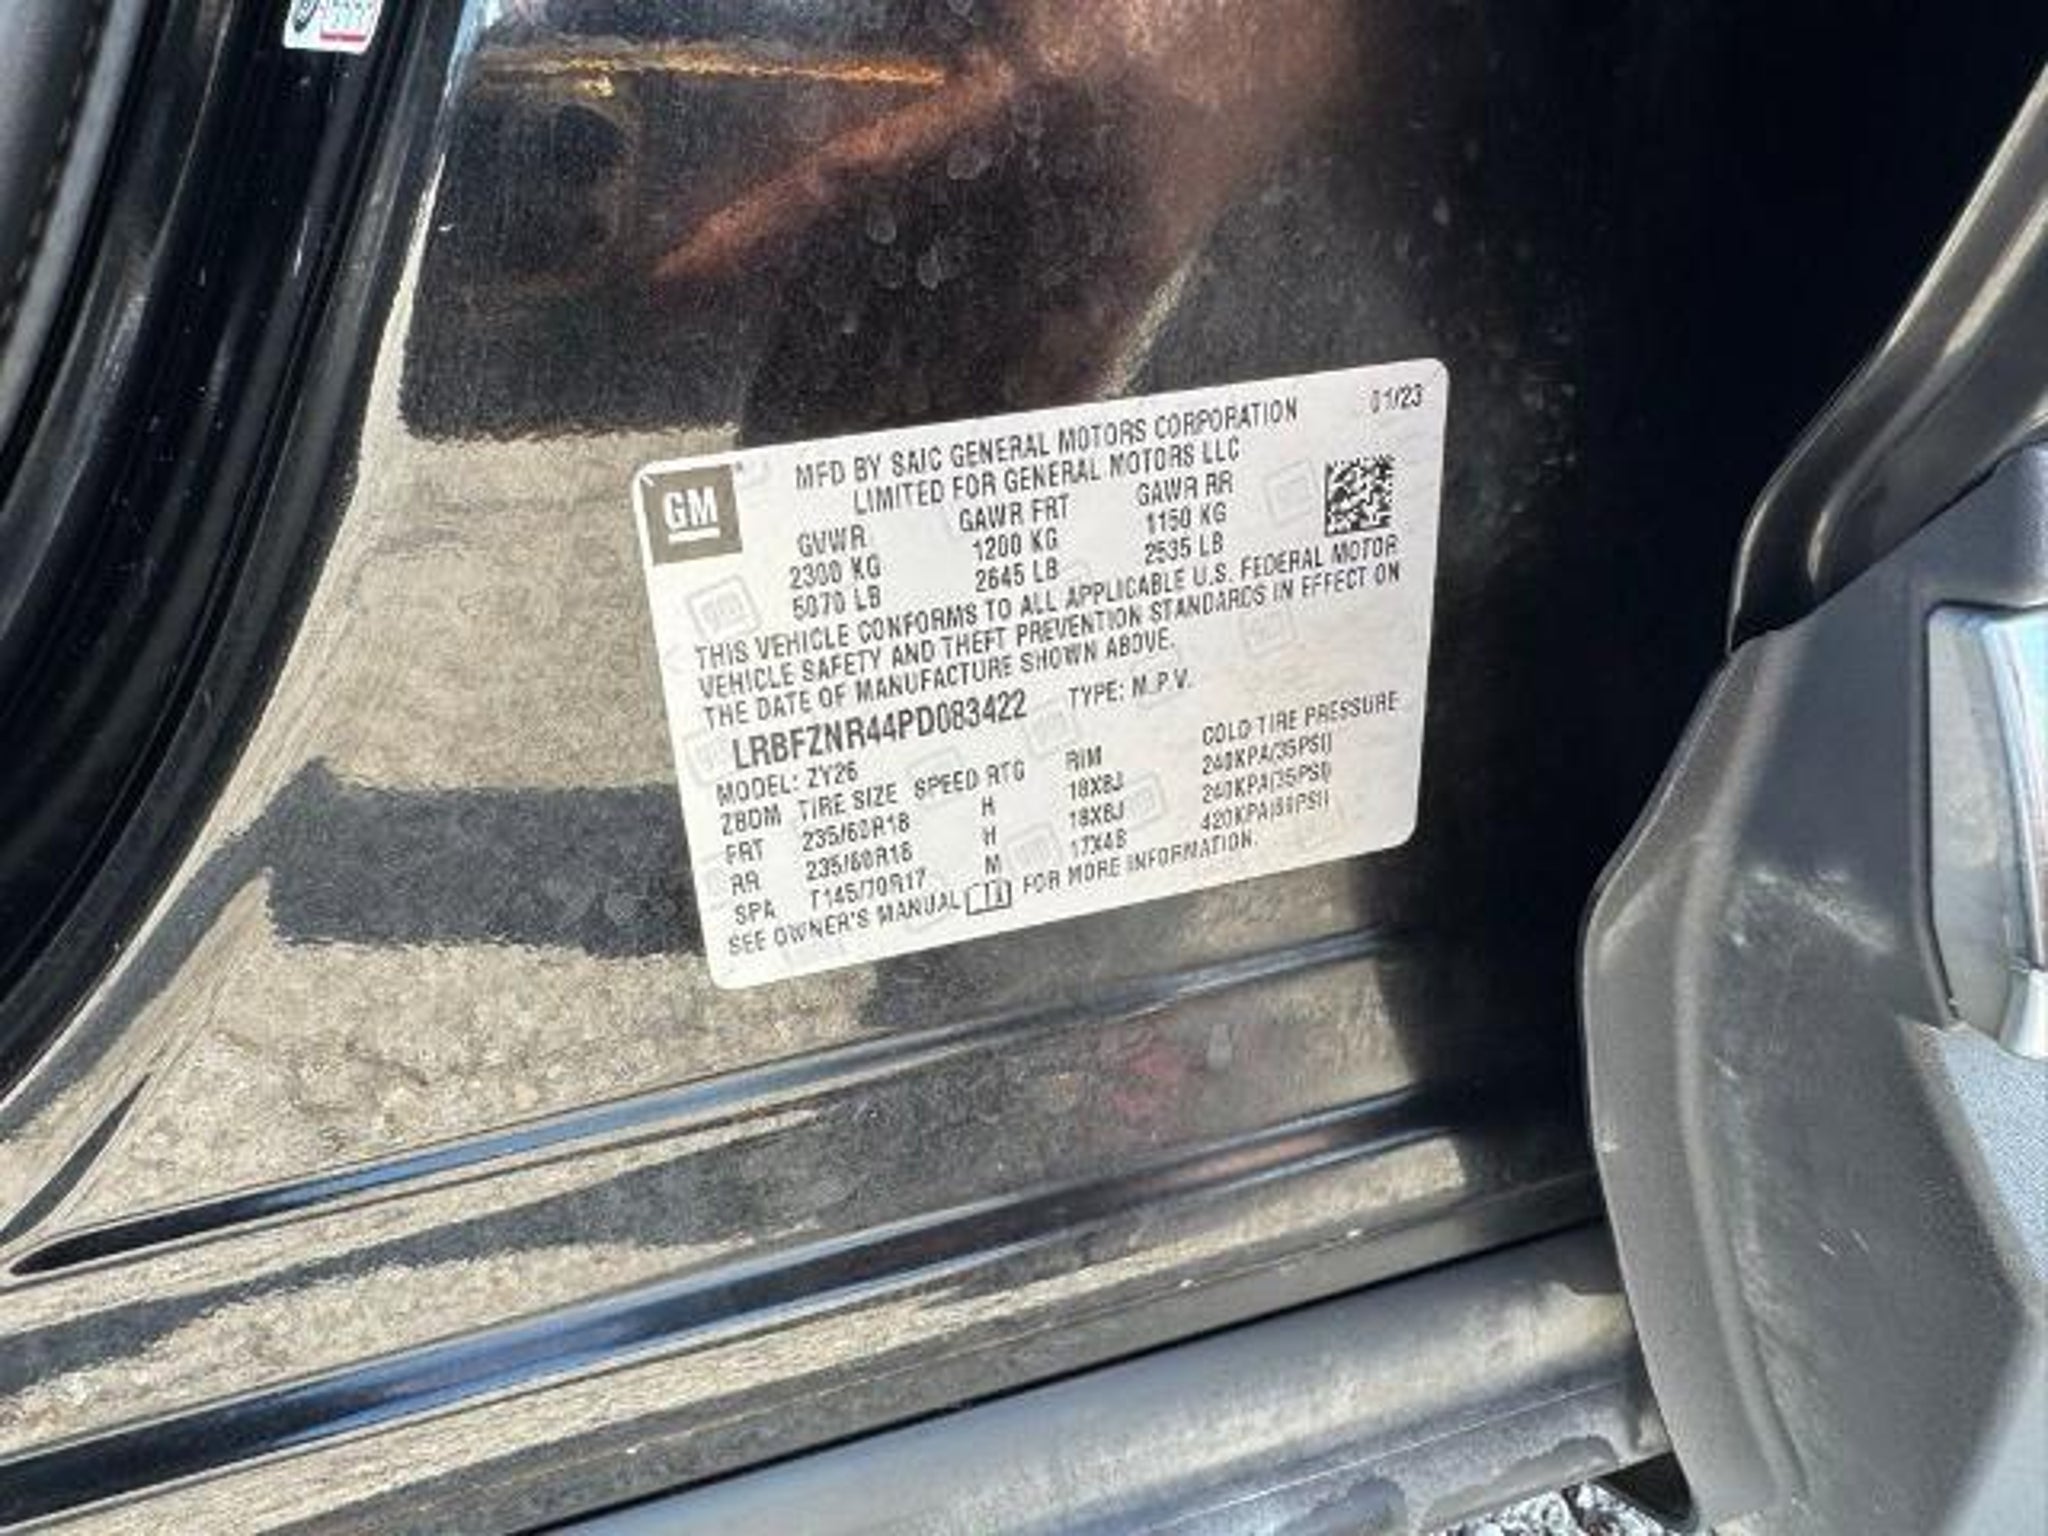 GM
MFD BY SAIC GENERAL MOTORS CORPORATION 01/23
LIMITED FOR GENERAL MOTORS LLC
GVWR GAWR FRT GAWR RR
2300 KG 1200 KG 1150 KG
5070 LB 2645 LB 2535 LB
THIS VEHICLE CONFORMS TO ALL APPLICABLE U.S. FEDERAL MOTOR
VEHICLE SAFETY AND THEFT PREVENTION STANDARDS IN EFFECT ON
THE DATE OF MANUFACTURE SHOWN ABOVE.
LRBFZNR44PD083422 TYPE: M.P.V.
MODEL: ZY26
ZBDM TIRE SIZE SPEED RTG RIM COLD TIRE PRESSURE
FRT 235/60R18 H 18X8J 240KPA(35PSI)
RR 235/60R18 H 18X8J 240KPA(35PSI)
SPA T145/70R17 M 17X4B 420KPA(60PSI)
SEE OWNER'S MANUAL FOR MORE INFORMATION.